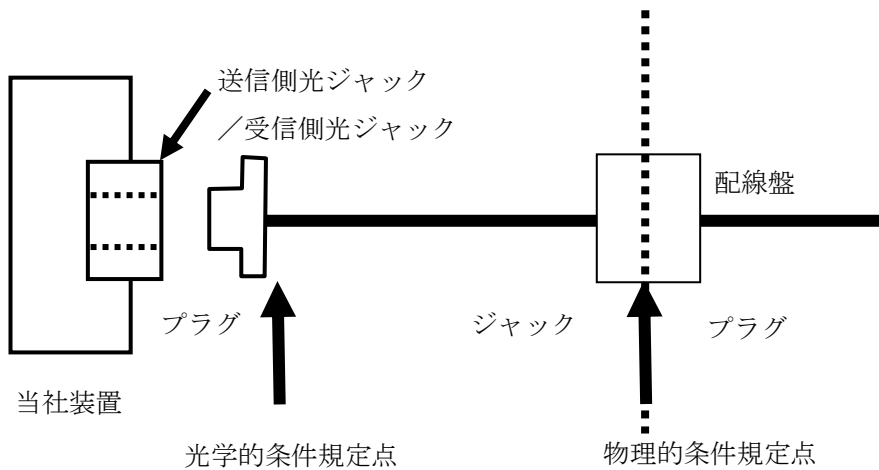 送信側光ジャック
／受信側光ジャック
配線盤
プラグ
ジャック
プラグ
当社装置
光学的条件規定点
物理的条件規定点